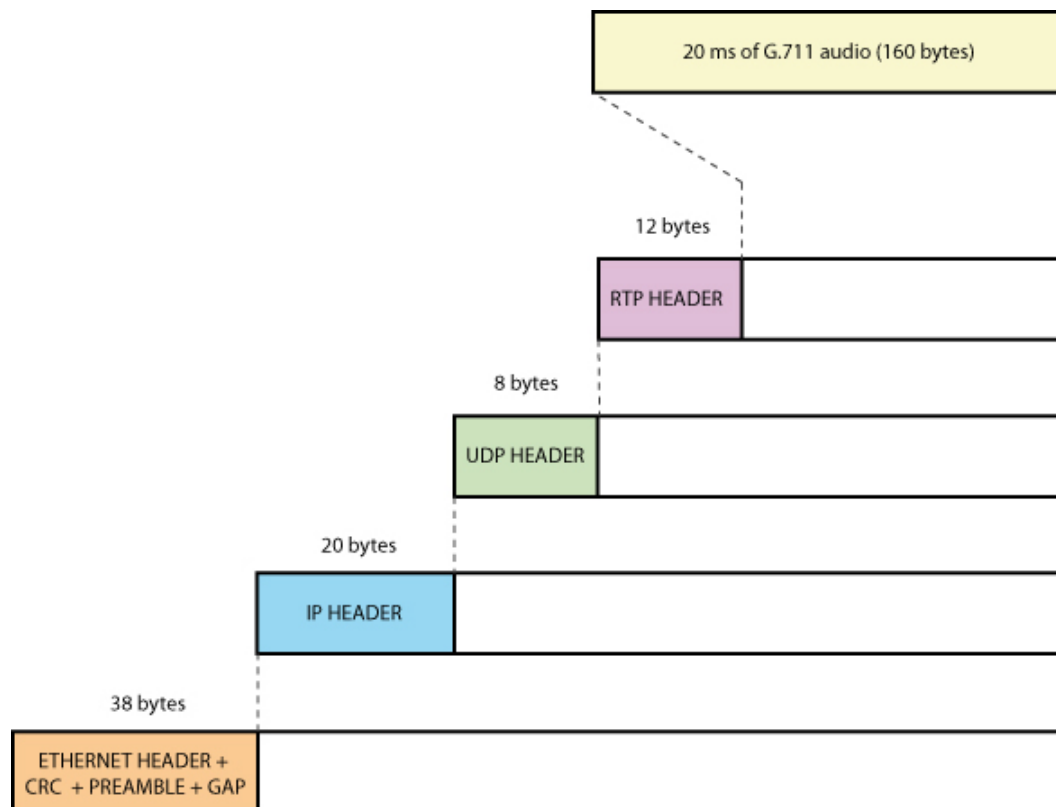 20 ms of G.711 audio (160 bytes)
12 bytes
RTP HEADER
8 bytes
UDP HEADER
20 bytes
IP HEADER
38 bytes
ETHERNET HEADER +
CRC + PREAMBLE + GAP